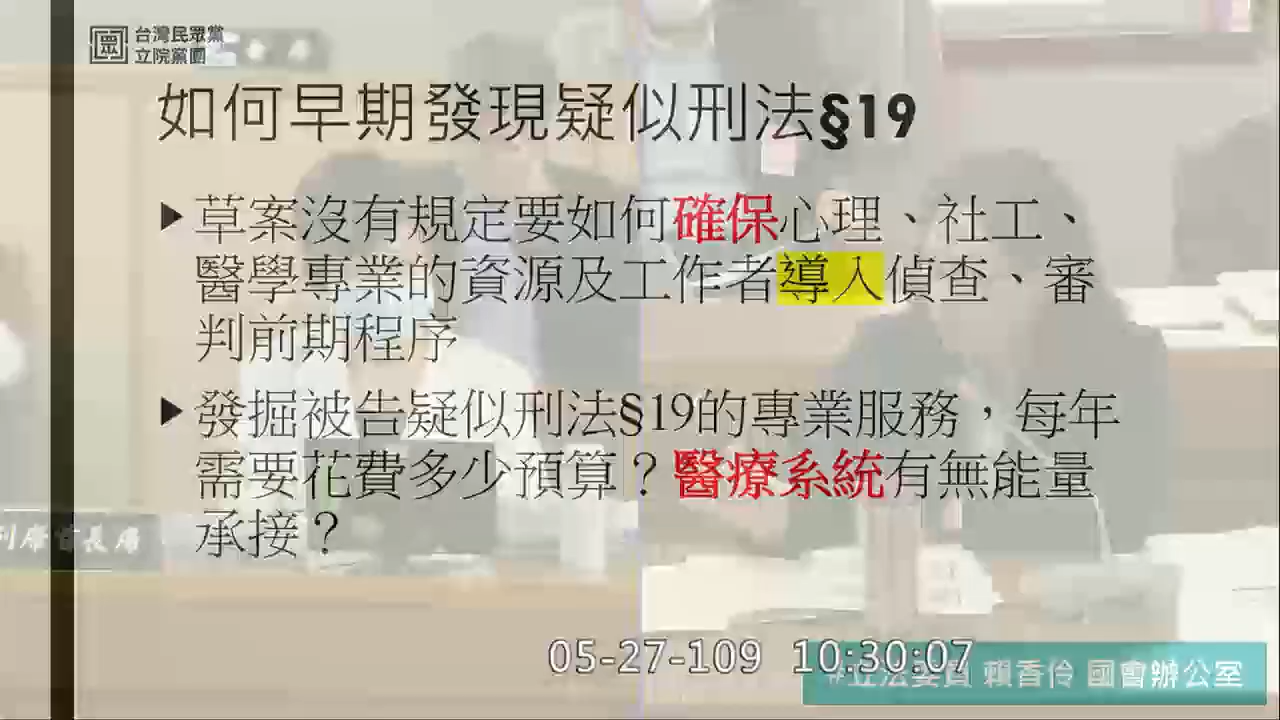 台灣民眾黨
立院黨團
如何早期發現疑似刑法§19
草案沒有規定要如何確保心理、社工、
醫學專業的資源及工作者導入偵查、審
判前期程序
發掘被告疑似刑法§19的專業服務，每年
需要花費多少預算？醫療系統有無能量
承接？
列席首長席
05-27-109 10:30:07
#立法委員 賴香伶 國會辦公室